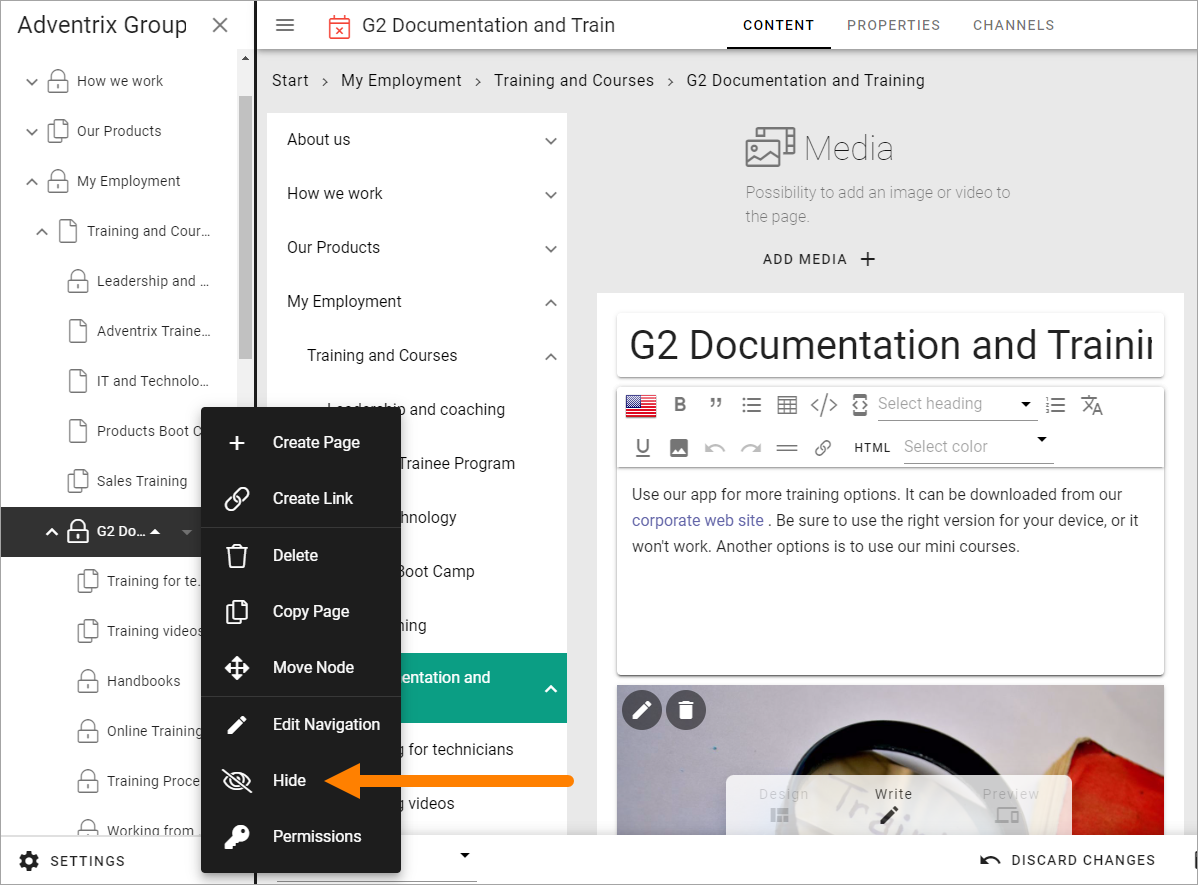 Adventrix Group
G2 Documentation and Train
CONTENT
PROPERTIES
CHANNELS
How we work
Our Products
My Employment
Training and Cour...
Leadership and ...
Adventrix Traine...
IT and Technolo...
Products Boot C
Sales Training
G2 Do...
Training for te..
Training videos
Handbooks
Online Training
Training Proce
Working from
SETTINGS
Create Page
Create Link
Delete
Copy Page
Move Node
Edit Navigation
Hide
Permissions
Start > My Employment > Training and Courses > G2 Documentation and Training
About us
How we work
Our Products
My Employment
Training and Courses
Leadership and coaching
Trainee Program
hnology
Boot Camp
ning
entation and
g for technicians
g videos
Media
Possibility to add an image or video to
the page.
ADD MEDIA +
G2 Documentation and Trainin
B
Select heading
U
HTML
Select color
Use our app for more training options. It can be downloaded from our
corporate web site . Be sure to use the right version for your device, or it
won't work. Another options is to use our mini courses.
Design
Write
Preview
Traini
DISCARD CHANGES